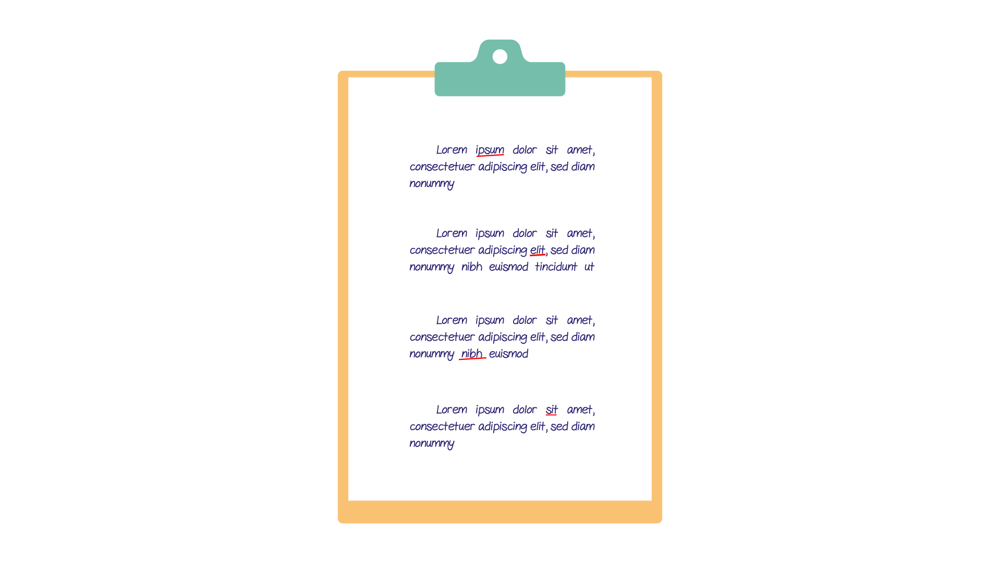 Lorem ipsum dolor sit amet,
consectetuer adipiscing elit, sed diam
nonummy
Lorem ipsum dolor sit amet,
consectetuer adipiscing elit, sed diam
nonummy nibh euismod tincidunt ut
Lorem ipsum dolor sit amet,
consectetuer adipiscing elit, sed diam
nonummy nibh euismod
Lorem ipsum dolor sit amet,
consectetuer adipiscing elit, sed diam
nonummy